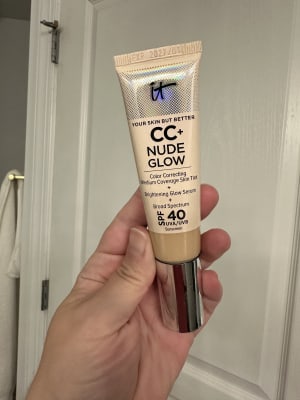 it
YOUR SKIN BUT BETTER
CC+
NUDE
GLOW
Color Correcting
Medium Coverage Skin Tint
+
Brightening Glow Serum
+
Broad Spectrum
SPF 40
UVA/UVB
Sunscreen